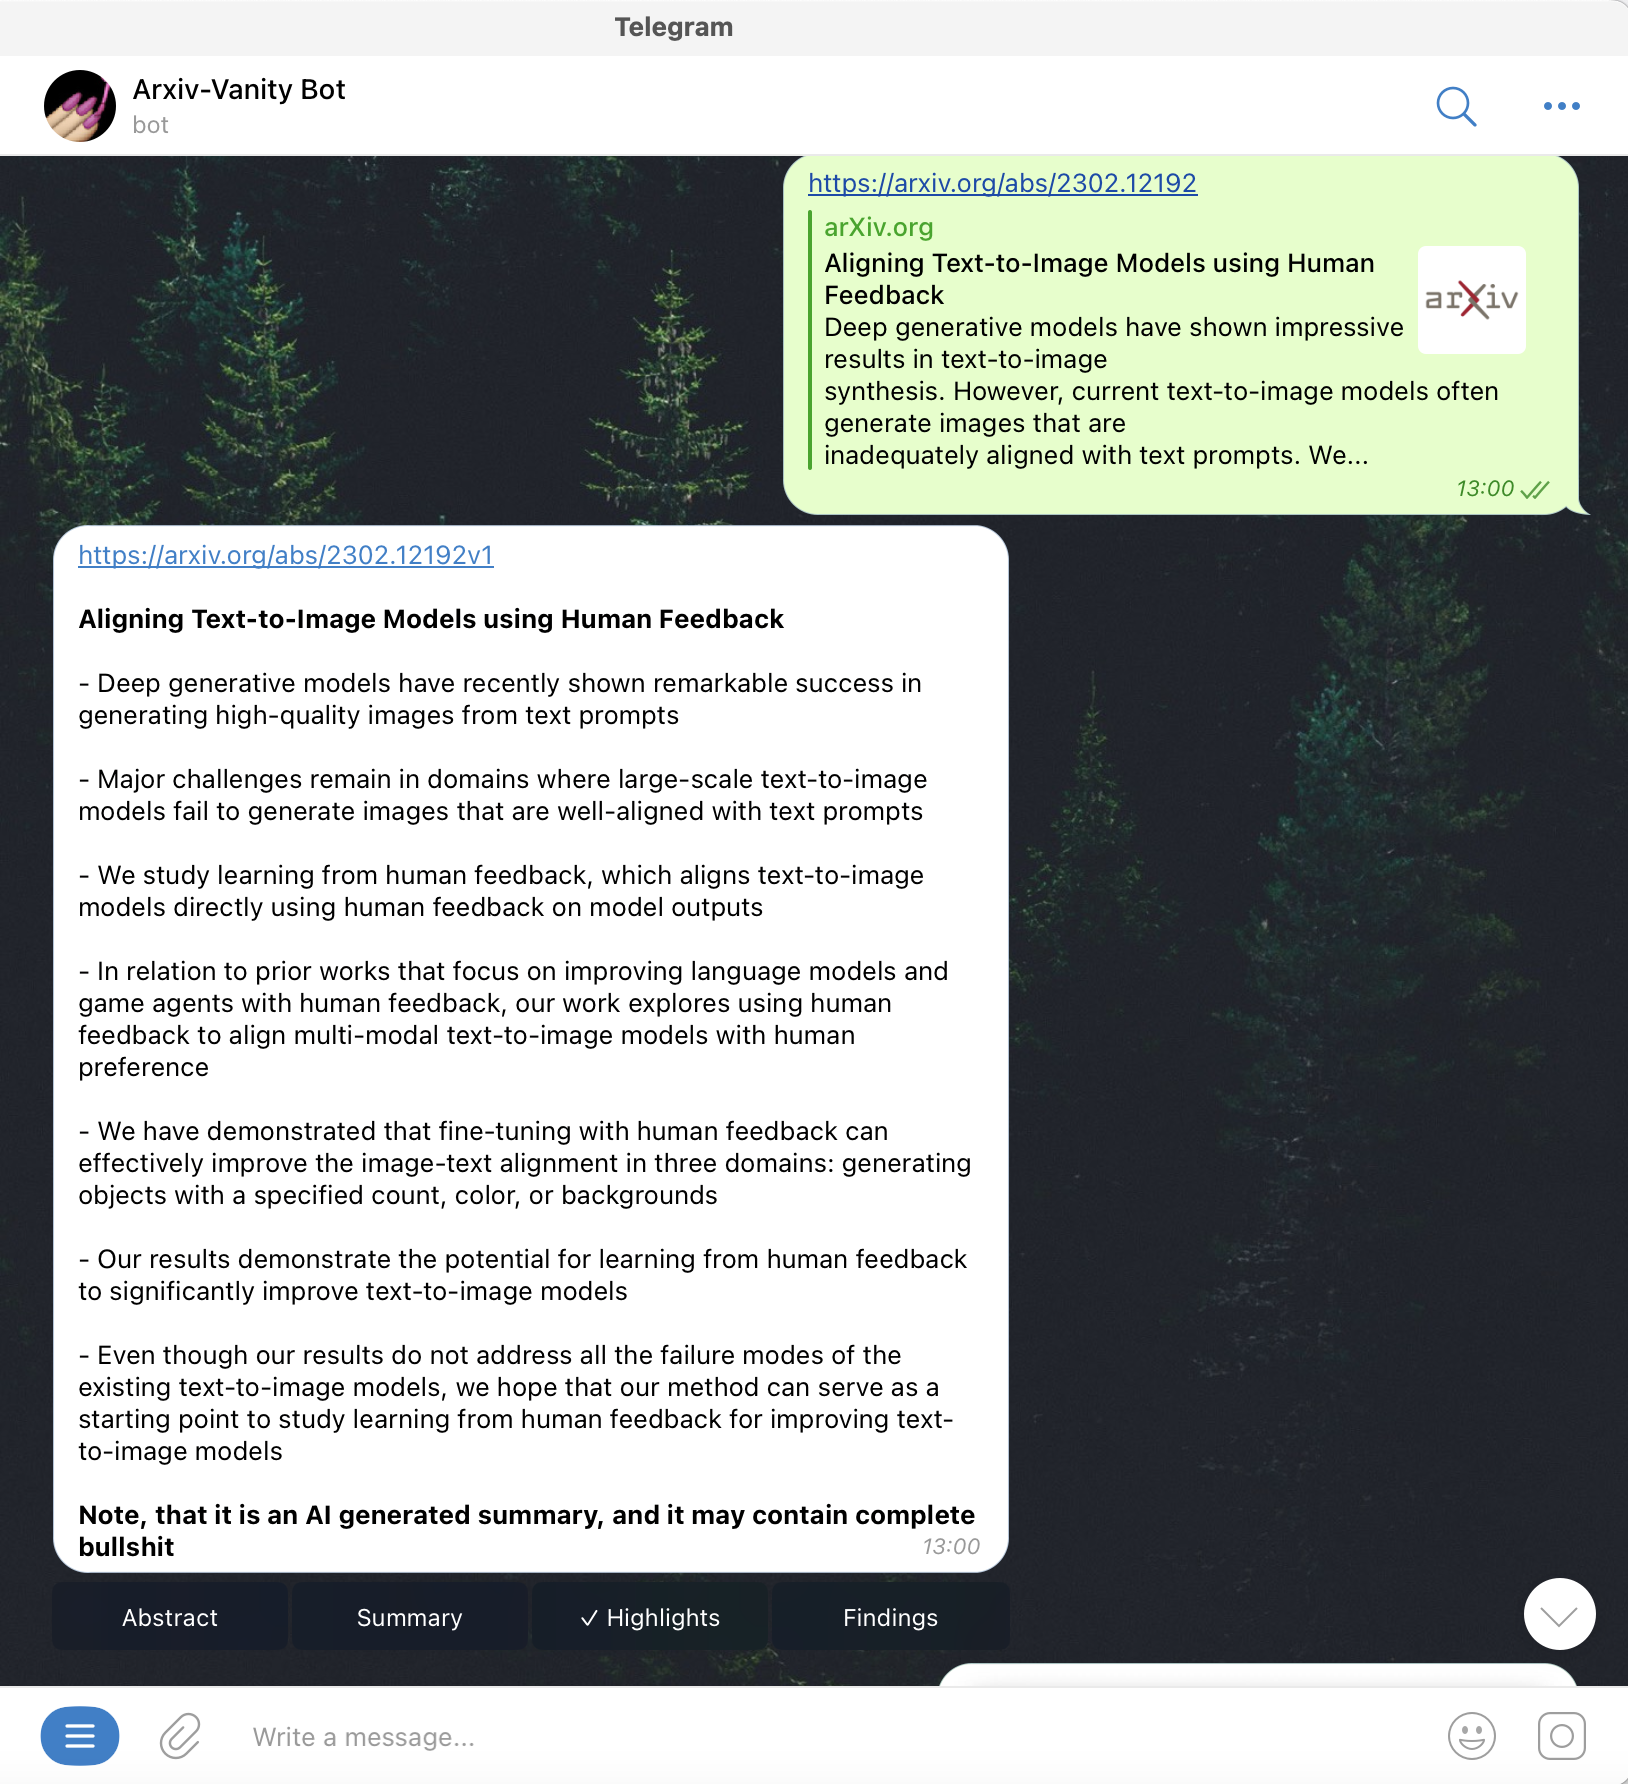 Telegram
Arxiv-Vanity Bot
bot
https://arxiv.org/abs/2302.12192
arXiv.org
Aligning Text-to-Image Models using Human
Feedback
arXiv
Deep generative models have shown impressive
results in text-to-image
synthesis. However, current text-to-image models often
generate images that are
inadequately aligned with text prompts. We...
13:00
https://arxiv.org/abs/2302.12192v1
Aligning Text-to-Image Models using Human Feedback
- Deep generative models have recently shown remarkable success in
generating high-quality images from text prompts
- Major challenges remain in domains where large-scale text-to-image
models fail to generate images that are well-aligned with text prompts
- We study learning from human feedback, which aligns text-to-image
models directly using human feedback on model outputs
- In relation to prior works that focus on improving language models and
game agents with human feedback, our work explores using human
feedback to align multi-modal text-to-image models with human
preference
- We have demonstrated that fine-tuning with human feedback can
effectively improve the image-text alignment in three domains: generating
objects with a specified count, color, or backgrounds
- Our results demonstrate the potential for learning from human feedback
to significantly improve text-to-image models
- Even though our results do not address all the failure modes of the
existing text-to-image models, we hope that our method can serve as a
starting point to study learning from human feedback for improving text-
to-image models
Note, that it is an AI generated summary, and it may contain complete
bullshit
13:00
Abstract
Summary
✓ Highlights
Findings
Write a message...